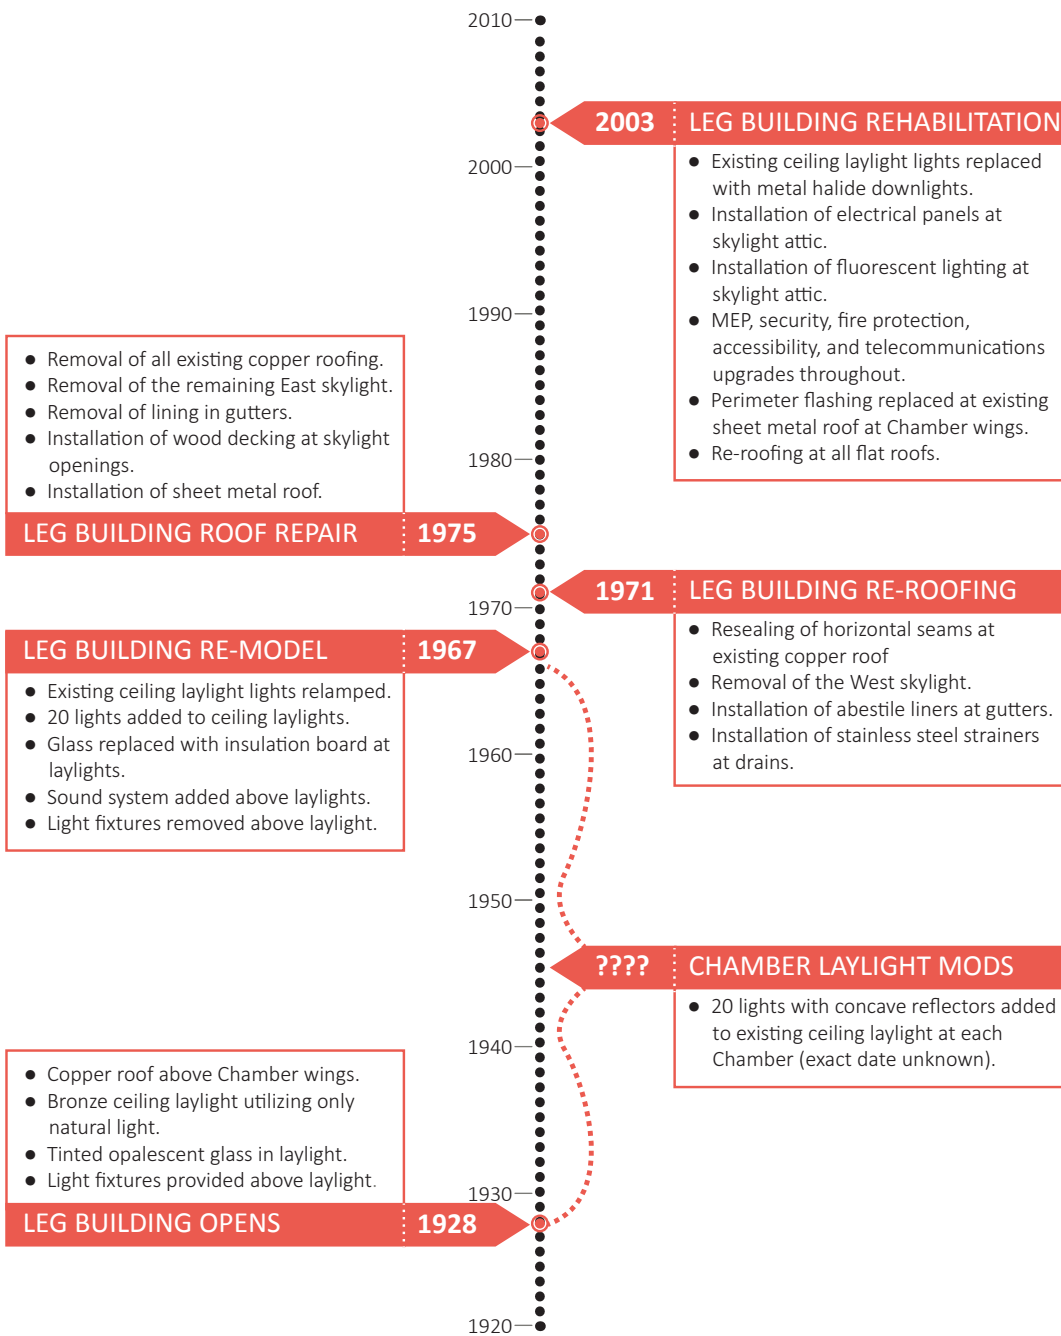 2010
2003 LEG BUILDING REHABILITATION
● Existing ceiling laylight lights replaced
with metal halide downlights.
● Installation of electrical panels at
skylight attic.
● Installation of fluorescent lighting at
skylight attic.
● MEP, security, fire protection,
accessibility, and telecommunications
upgrades throughout.
● Perimeter flashing replaced at existing
sheet metal roof at Chamber wings.
● Re-roofing at all flat roofs.
2000
1990
● Removal of all existing copper roofing.
● Removal of the remaining East skylight.
● Removal of lining in gutters.
● Installation of wood decking at skylight
openings.
● Installation of sheet metal roof.
LEG BUILDING ROOF REPAIR 1975
1980
1971 LEG BUILDING RE-ROOFING
● Resealing of horizontal seams at
existing copper roof
● Removal of the West skylight.
● Installation of abestile liners at gutters.
● Installation of stainless steel strainers
at drains.
1970
LEG BUILDING RE-MODEL 1967
● Existing ceiling laylight lights relamped.
● 20 lights added to ceiling laylights.
● Glass replaced with insulation board at
laylights.
● Sound system added above laylights.
● Light fixtures removed above laylight.
1960
1950
???? CHAMBER LAYLIGHT MODS
● 20 lights with concave reflectors added
to existing ceiling laylight at each
Chamber (exact date unknown).
1940
● Copper roof above Chamber wings.
● Bronze ceiling laylight utilizing only
natural light.
● Tinted opalescent glass in laylight.
● Light fixtures provided above laylight.
1930
LEG BUILDING OPENS 1928
1920